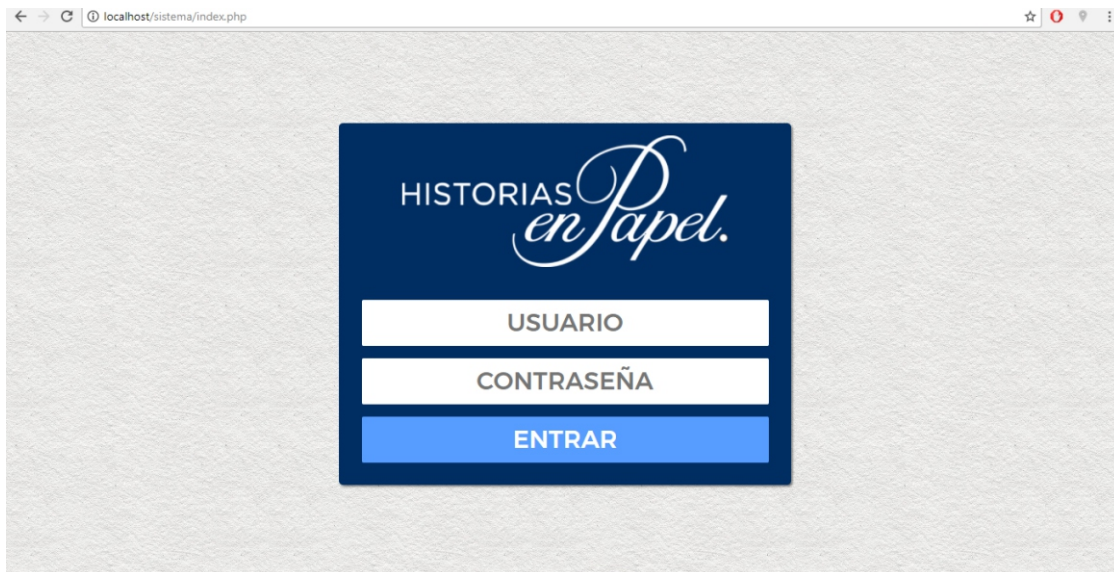 localhost/sistema/index.php
HISTORIAS
en Papel.
USUARIO
CONTRASEÑA
ENTRAR